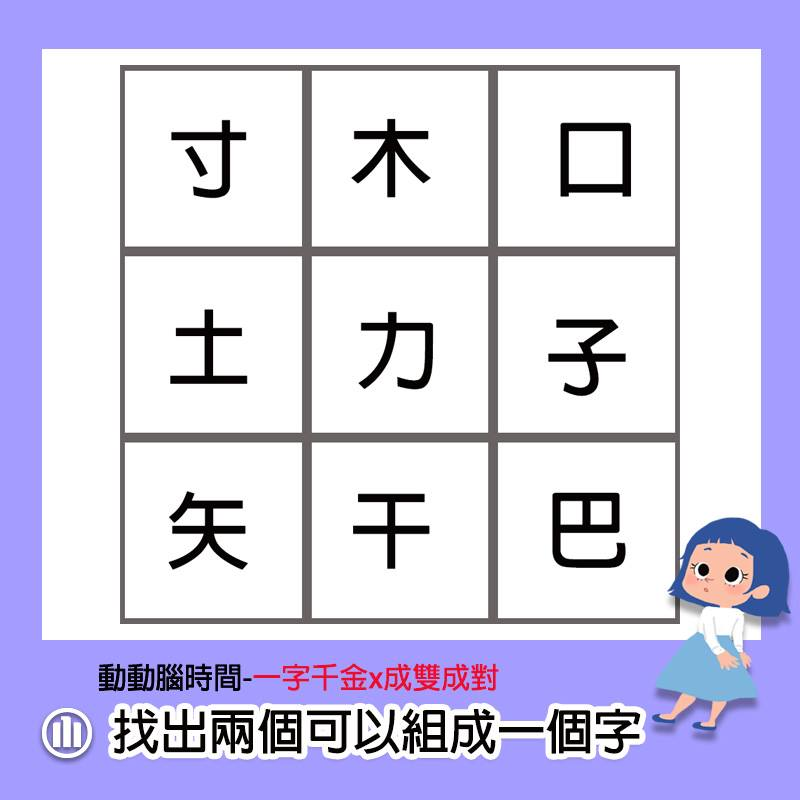 寸 木 口
土 力 子
矢 干 巴
動動腦時間-一字千金x成雙成對
找出兩個可以組成一個字